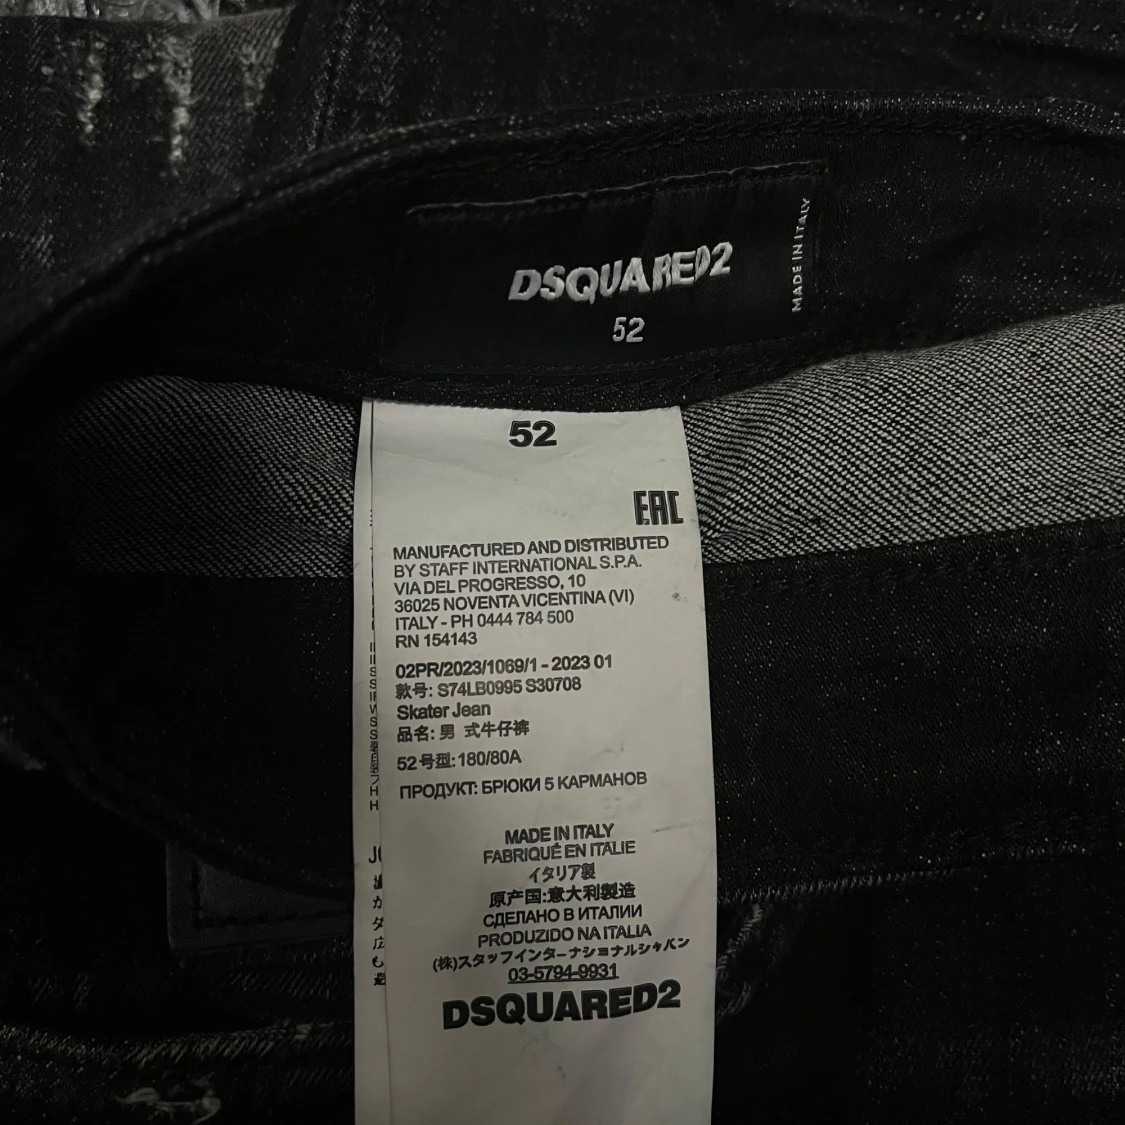 DSQUARED2
52
MADE IN ITALY
52
EAC
MANUFACTURED AND DISTRIBUTED
BY STAFF INTERNATIONAL S.P.A.
VIA DEL PROGRESSO, 10
36025 NOVENTA VICENTINA (VI)
ITALY - PH 0444 784 500
RN 154143
02PR/2023/1069/1 - 2023 01
款号: S74LB0995 S30708
Skater Jean
品名: 男 式牛仔裤
52号型: 180/80A
ПРОДУКТ: БРЮКИ 5 КАРМАНОВ
MADE IN ITALY
FABRIQUÉ EN ITALIE
イタリア製
原产国:意大利製造
СДЕЛАНО В ИТАЛИИ
PRODUZIDO NA ITALIA
(株)スタッフインターナショナルジャパン
03-5794-9931
DSQUARED2